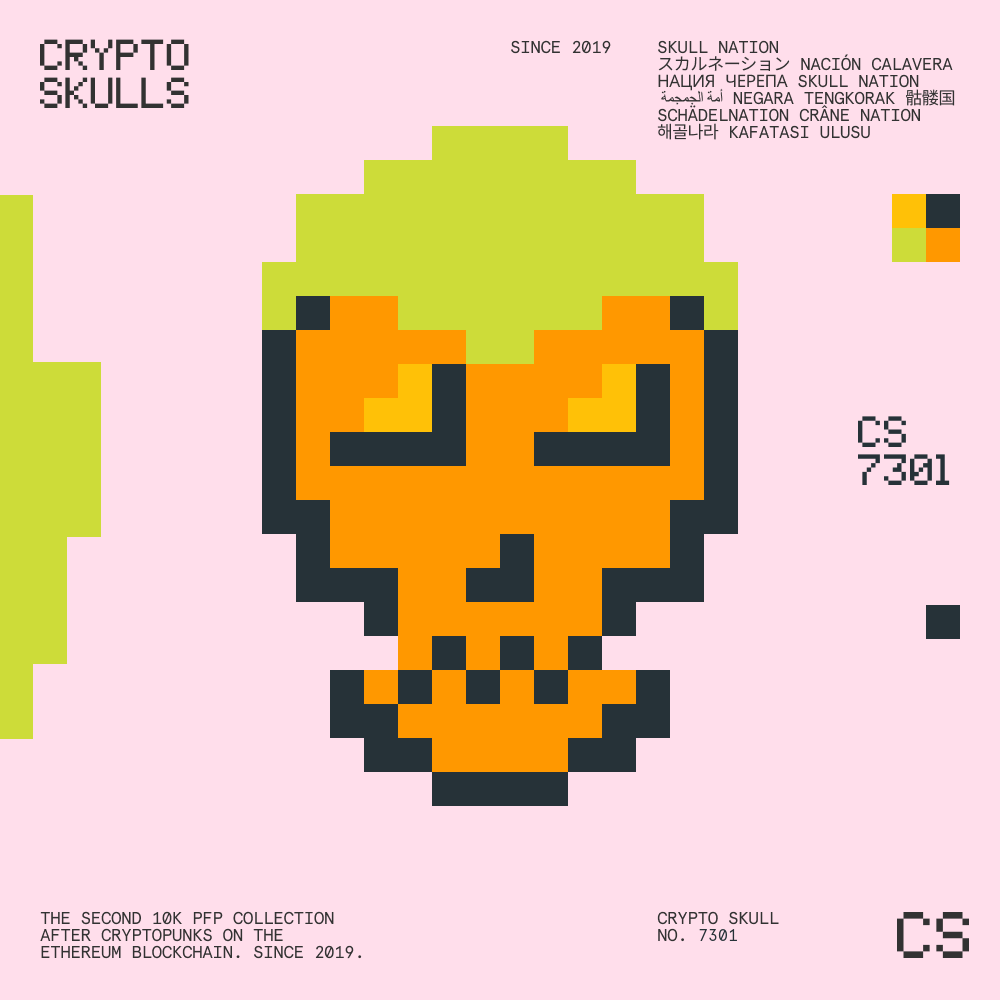 CRYPTO
SKULLS
SINCE 2019
SKULL NATION
スカルネーション NACIÓN CALAVERA
НАЦИЯ ЧЕРЕПА SKULL NATION
أمة الجمجمة NEGARA TENGKORAK 骷髅国
SCHÄDELNATION CRÂNE NATION
해골나라 KAFATASI ULUSU
CS
7301
THE SECOND 10K PFP COLLECTION
AFTER CRYPTOPUNKS ON THE
ETHEREUM BLOCKCHAIN. SINCE 2019.
CRYPTO SKULL
NO. 7301
CS